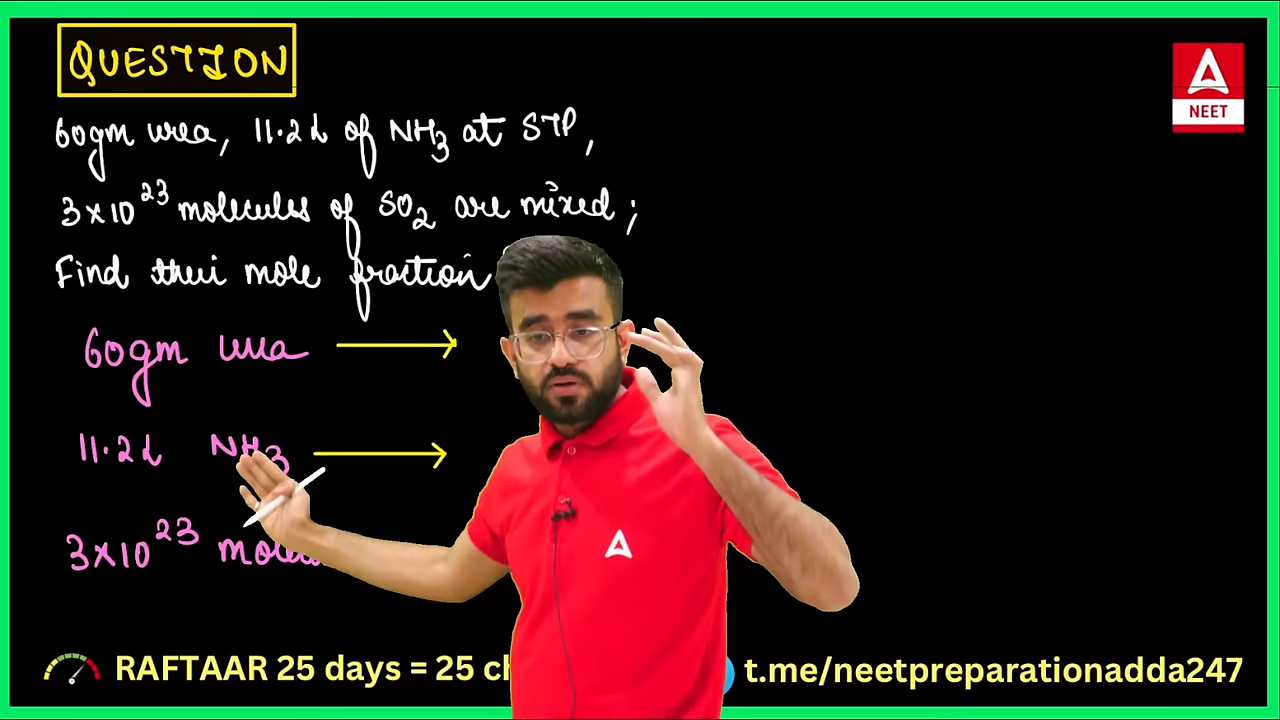 QUESTION
NEET
60gm urea, 11.2L of NH3 at STP,
3×10^23 molecules of SO2 are mixed;
Find their mole fraction
60gm urea →
11.2L NH3 →
3×10^23
RAFTAAR 25 days = 25
t.me/neetpreparationadda247